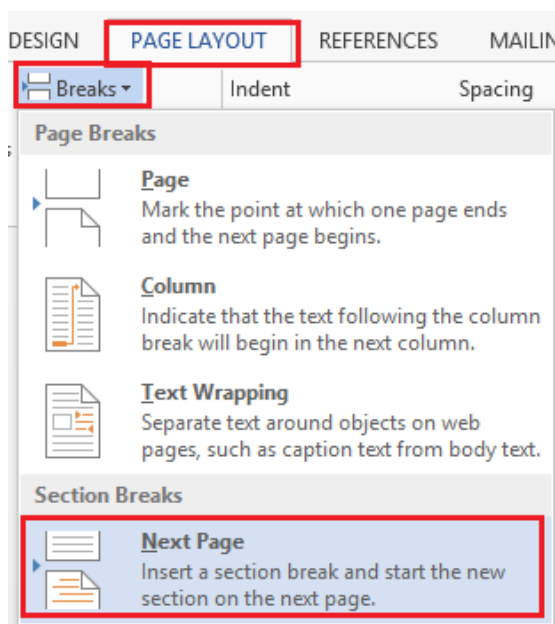 DESIGN PAGE LAYOUT REFERENCES MAILIN
Breaks Indent Spacing
Page Breaks
Page
Mark the point at which one page ends
and the next page begins.
Column
Indicate that the text following the column
break will begin in the next column.
Text Wrapping
Separate text around objects on web
pages, such as caption text from body text.
Section Breaks
Next Page
Insert a section break and start the new
section on the next page.